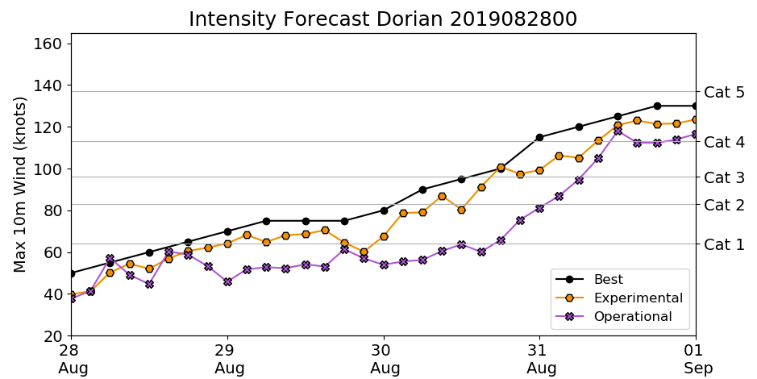 Intensity Forecast Dorian 2019082800
Max 10m Wind (knots)
160
140
120
100
80
60
40
20
Cat 5
Cat 4
Cat 3
Cat 2
Cat 1
Best
Experimental
Operational
28 29 30 31 01
Aug Aug Aug Aug Sep